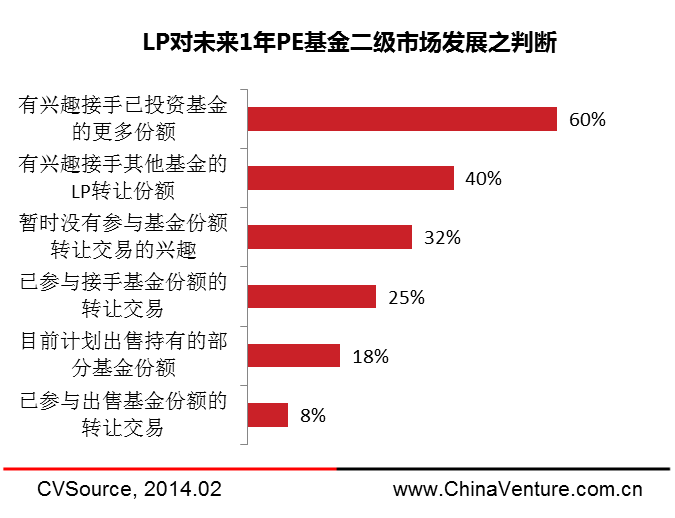 LP对未来1年PE基金二级市场发展之判断
有兴趣接手已投资基金
的更多份额
60%
有兴趣接手其他基金的
LP转让份额
40%
暂时没有参与基金份额
转让交易的兴趣
32%
已参与接手基金份额的
转让交易
25%
目前计划出售持有的部
分基金份额
18%
已参与出售基金份额的
转让交易
8%
CVSource, 2014.02
www.ChinaVenture.com.cn